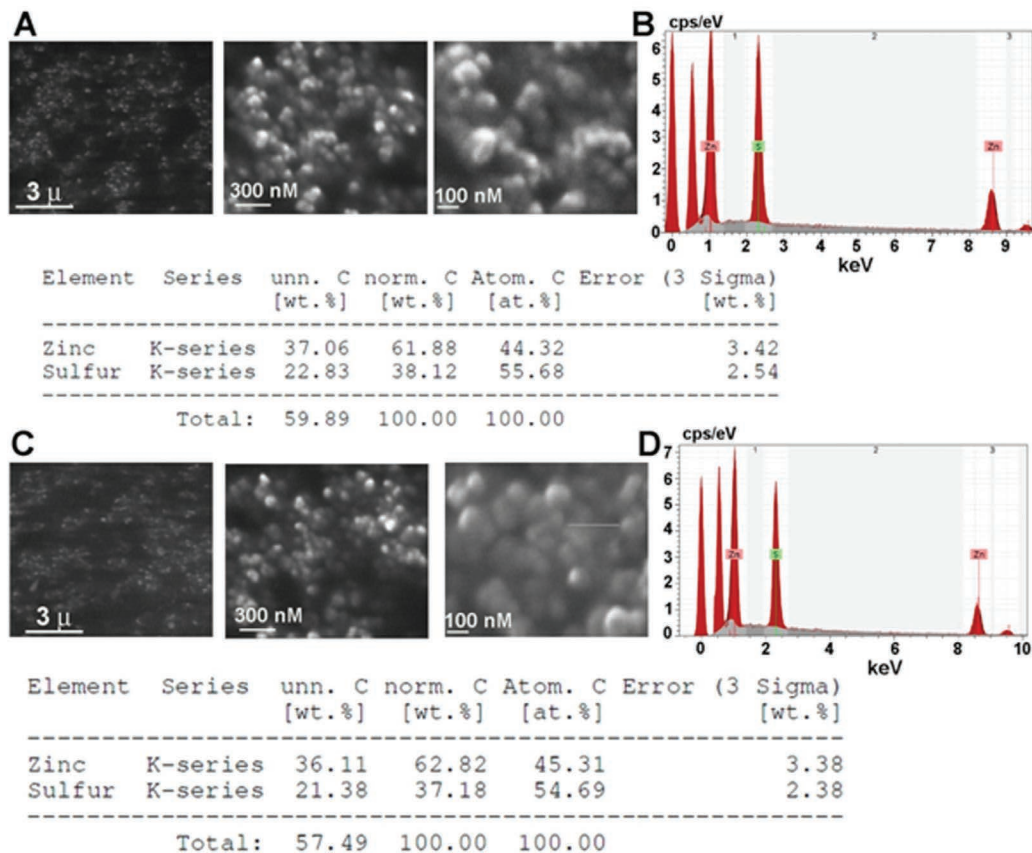 A
3 μ
300 nM
100 nM
B
cps/eV
1 2 3
6
5
4
3
2
1
0
Zn S Zn
0 1 2 3 4 5 6 7 8 9
keV
Element Series unn. C norm. C Atom. C Error (3 Sigma)
[wt.%] [wt.%] [at.%] [wt.%]
Zinc K-series 37.06 61.88 44.32 3.42
Sulfur K-series 22.83 38.12 55.68 2.54
Total: 59.89 100.00 100.00
C
3 μ
300 nM
100 nM
D
cps/eV
1 2 3
7
6
5
4
3
2
1
0
Zn S Zn
0 2 4 6 8 10
keV
Element Series unn. C norm. C Atom. C Error (3 Sigma)
[wt.%] [wt.%] [at.%] [wt.%]
Zinc K-series 36.11 62.82 45.31 3.38
Sulfur K-series 21.38 37.18 54.69 2.38
Total: 57.49 100.00 100.00